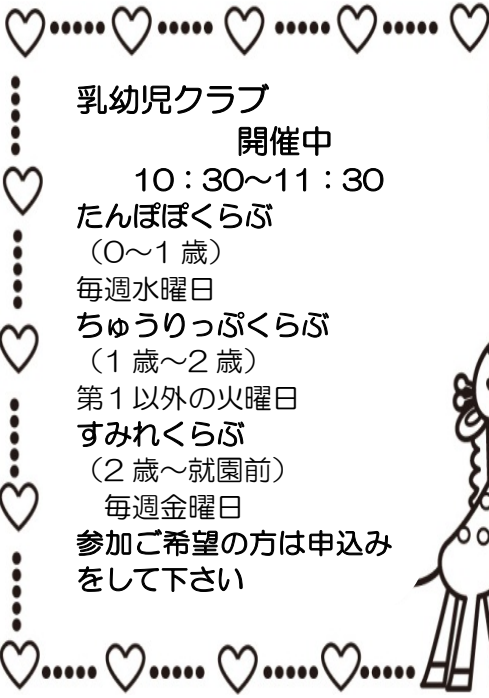 乳幼児クラブ
開催中
10：30～11：30
たんぽぽくらぶ
（0～1 歳）
毎週水曜日
ちゅうりっぷくらぶ
（1 歳～2 歳）
第１以外の火曜日
すみれくらぶ
（2 歳～就園前）
毎週金曜日
参加ご希望の方は申込み
をして下さい